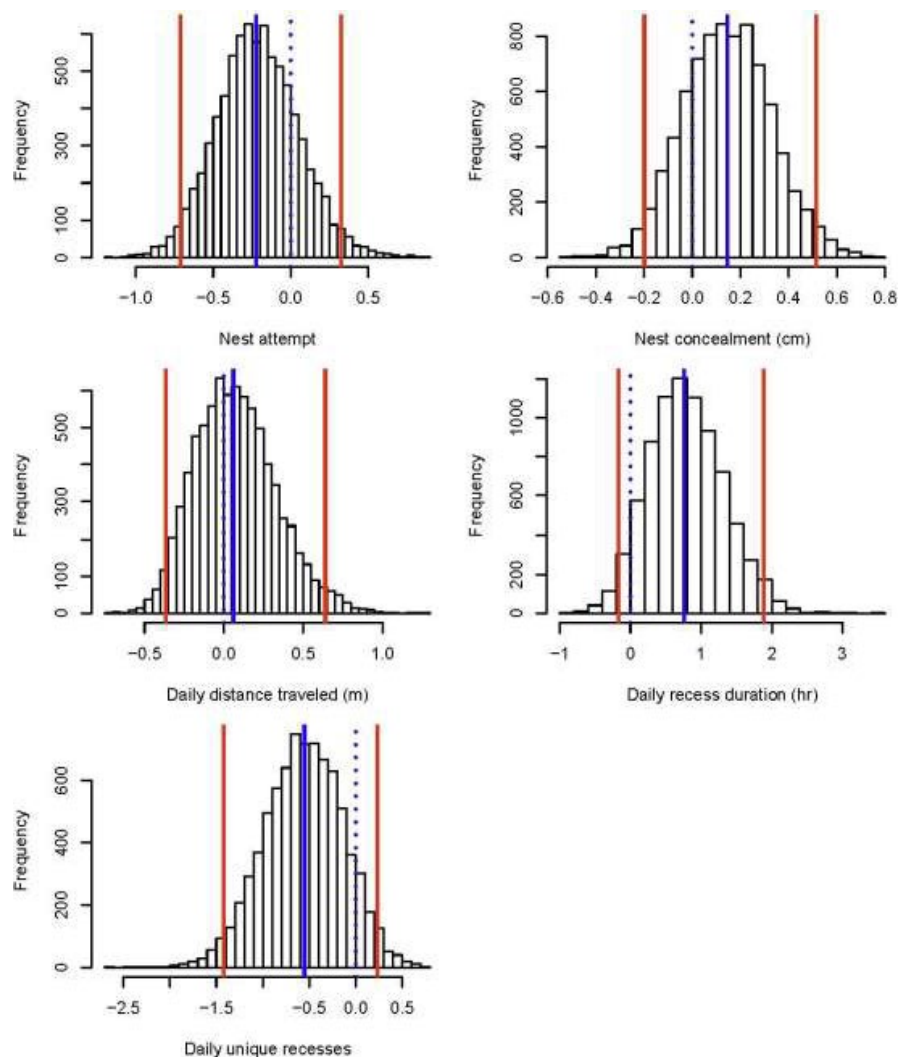 Frequency
0 100 300 500
−1.0 −0.5 0.0 0.5
Nest attempt
Frequency
0 200 400 600 800
−0.6 −0.4 −0.2 0.0 0.2 0.4 0.6 0.8
Nest concealment (cm)
Frequency
0 100 300 500
−0.5 0.0 0.5 1.0
Daily distance traveled (m)
Frequency
0 200 600 1000
−1 0 1 2 3
Daily recess duration (hr)
Frequency
0 200 400 600
−2.5 −1.5 −0.5 0.0 0.5
Daily unique recesses